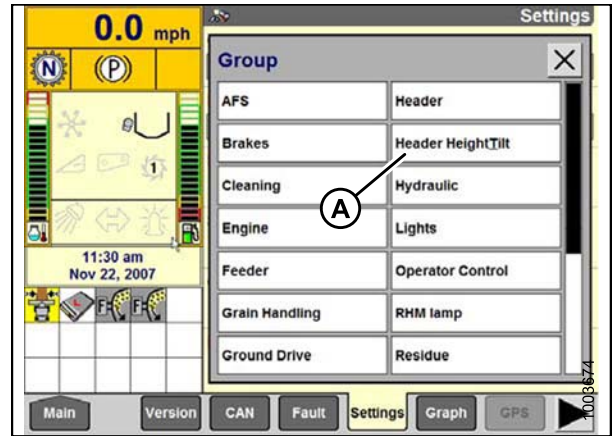 0.0 mph
Settings
N
(P)
Group
X
AFS
Header
Brakes
Header HeightTilt
Cleaning
Hydraulic
A
Engine
Lights
Feeder
Operator Control
Grain Handling
RHM lamp
Ground Drive
Residue
1
11:30 am
Nov 22, 2007
L
F F
Main
Version
CAN
Fault
Settings
Graph
GPS
1003674